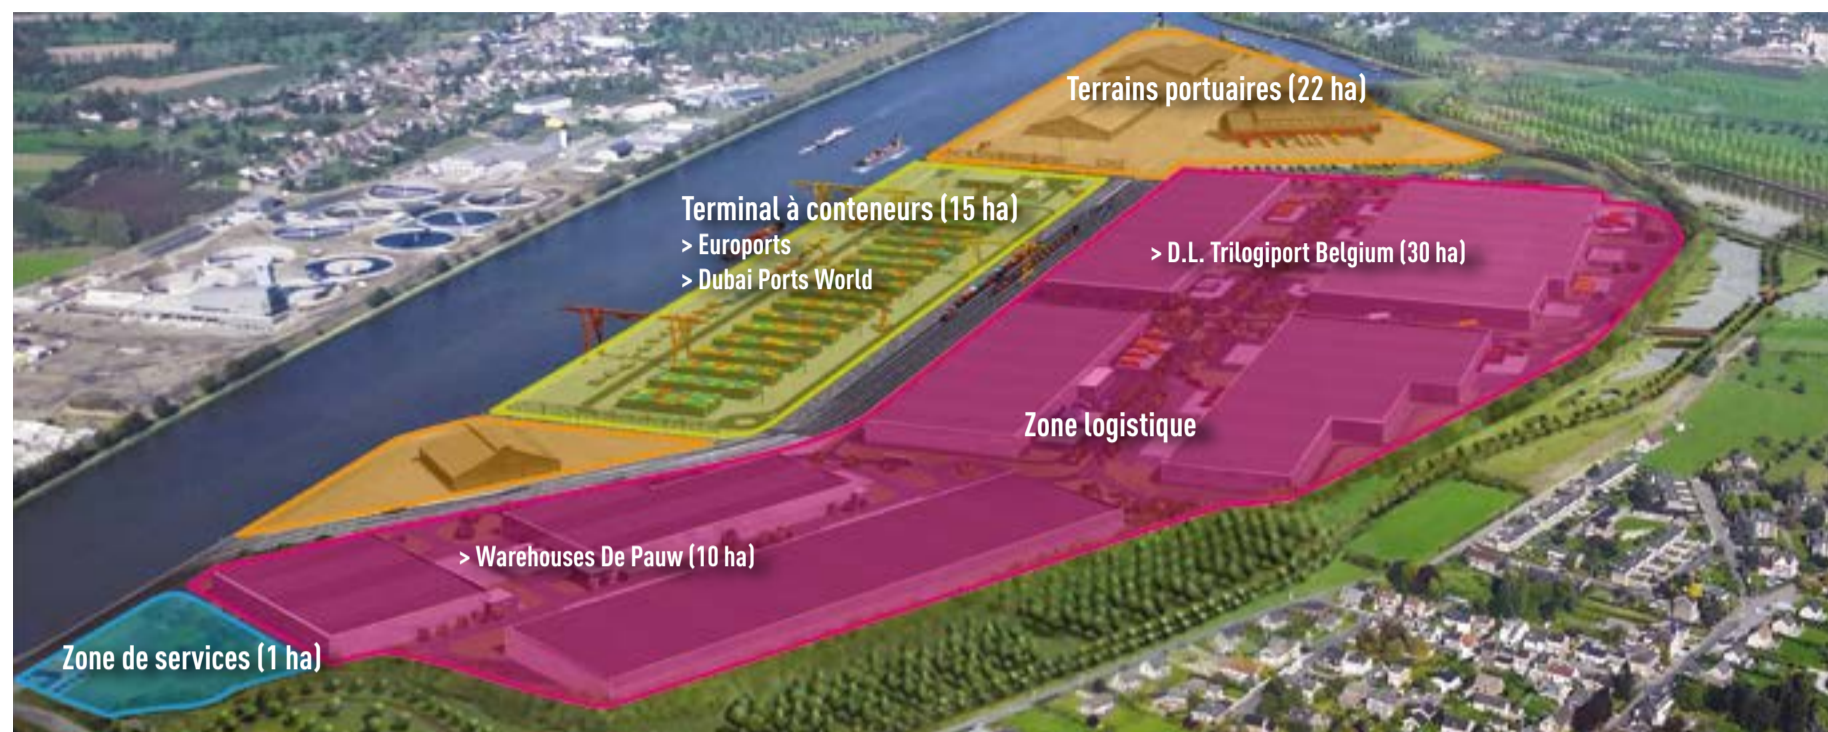 Terrains portuaires (22 ha)
Terminal à conteneurs (15 ha)
> Euroports
> Dubai Ports World
> D.L. Trilogiport Belgium (30 ha)
Zone logistique
> Warehouses De Pauw (10 ha)
Zone de services (1 ha)